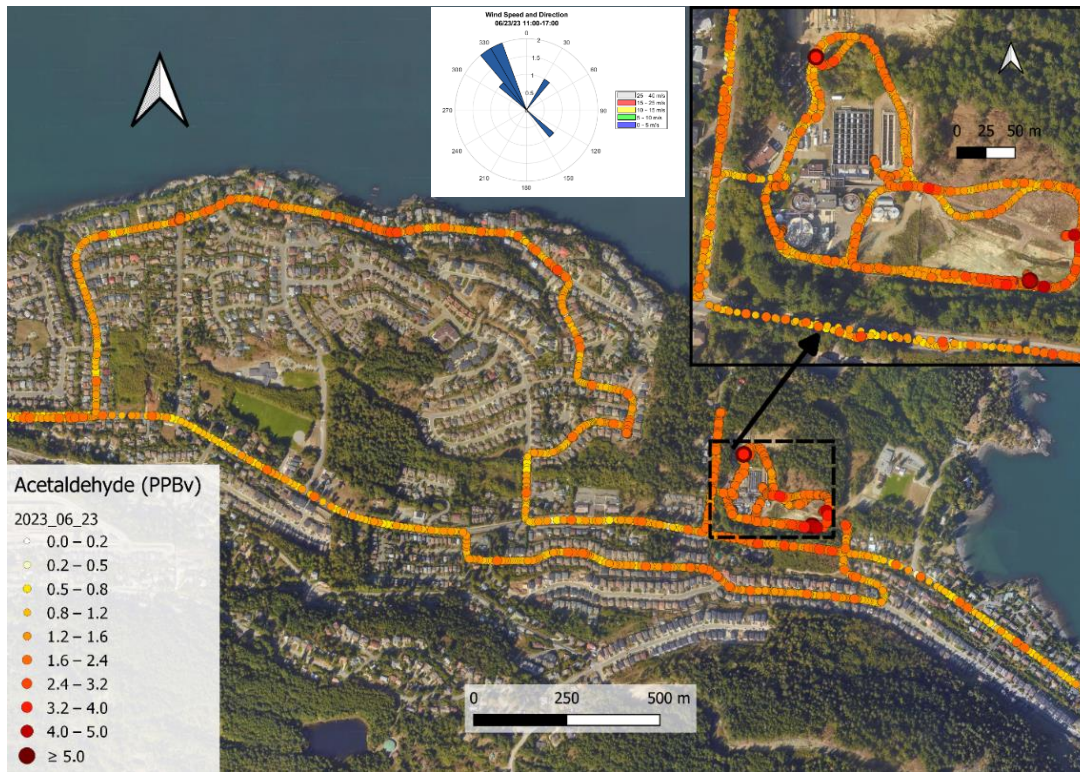 Wind Speed and Direction
06/23/23 11:00-17:00
0
30
60
90
120
150
180
210
240
270
300
330
2
1.5
1
0.5
25 - 40 m/s
15 - 25 m/s
10 - 15 m/s
5 - 10 m/s
0 - 5 m/s
0 25 50 m
Acetaldehyde (PPBv)
2023_06_23
0.0 – 0.2
0.2 – 0.5
0.5 – 0.8
0.8 – 1.2
1.2 – 1.6
1.6 – 2.4
2.4 – 3.2
3.2 – 4.0
4.0 – 5.0
≥ 5.0
0 250 500 m